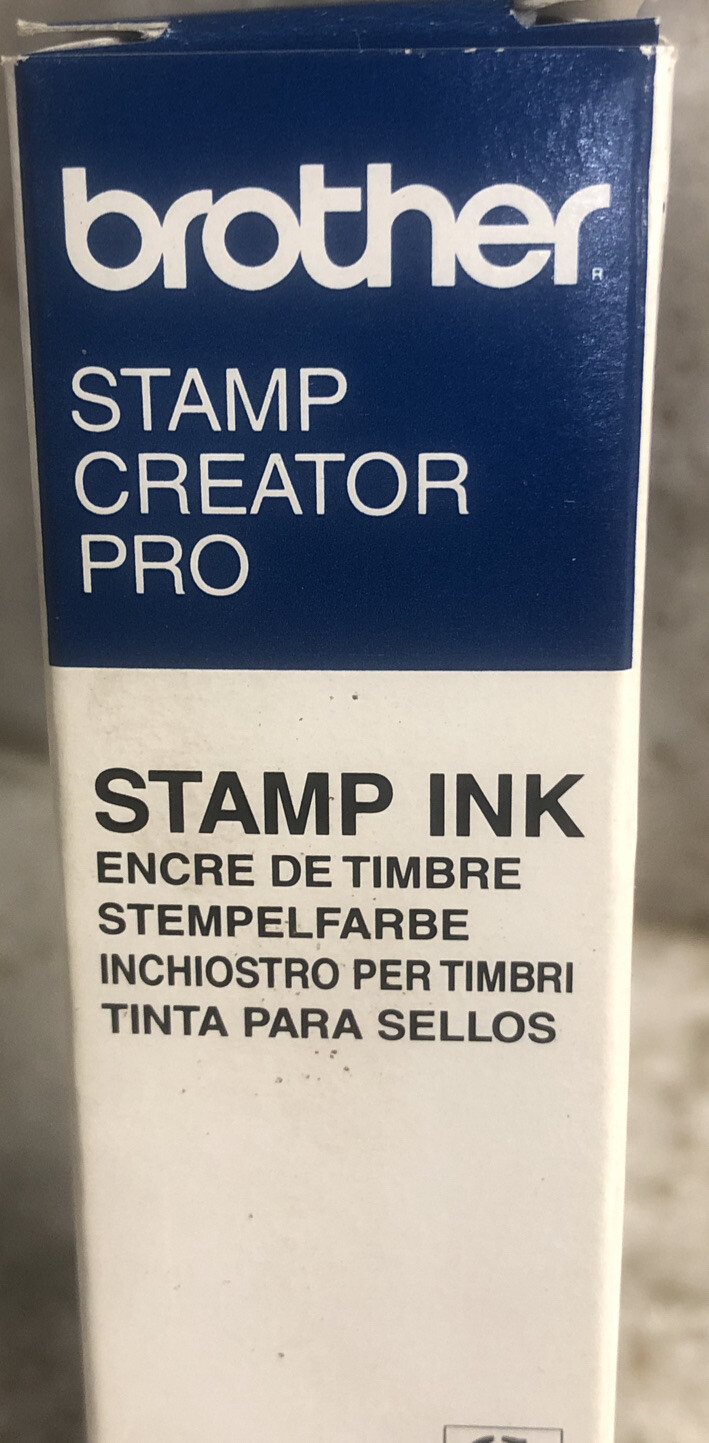 brother®
STAMP
CREATOR
PRO
STAMP INK
ENCRE DE TIMBRE
STEMPELFARBE
INCHIOSTRO PER TIMBRI
TINTA PARA SELLOS